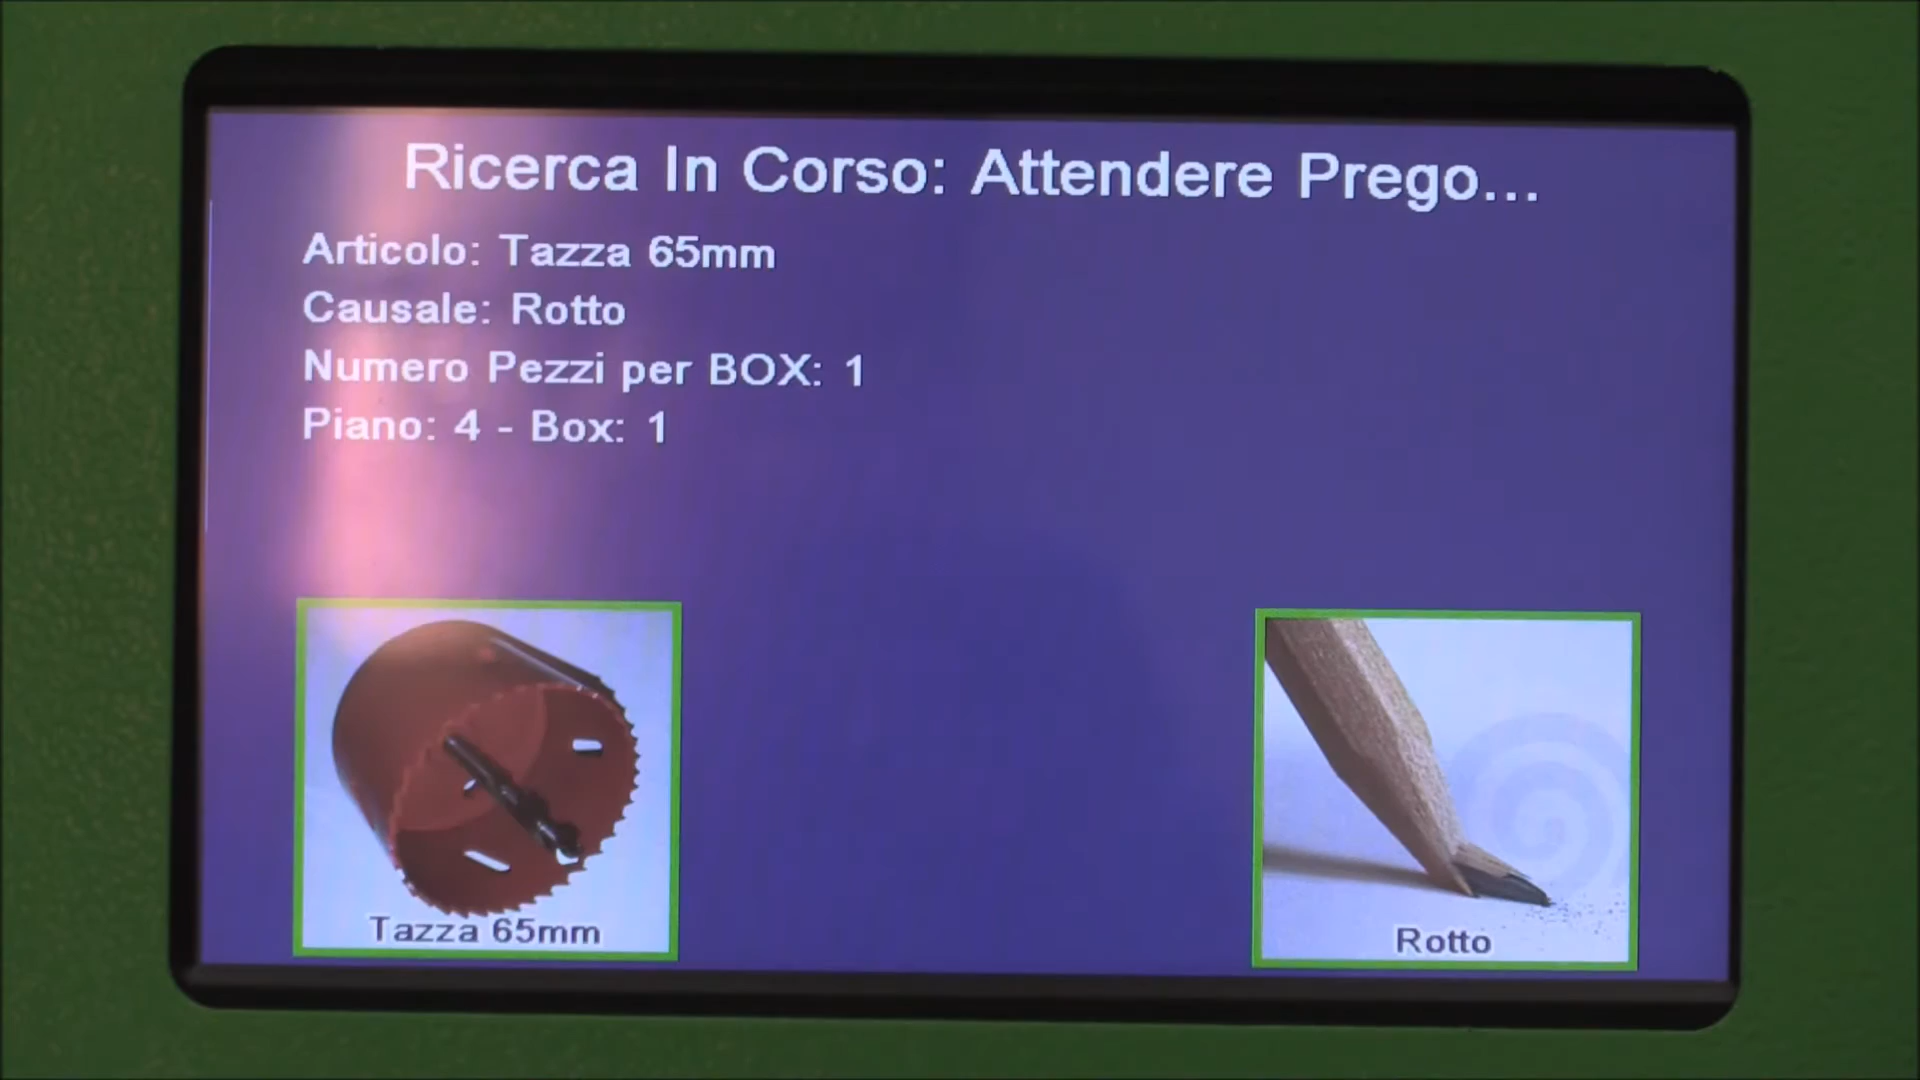 Ricerca In Corso: Attendere Prego...
Articolo: Tazza 65mm
Causale: Rotto
Numero Pezzi per BOX: 1
Piano: 4 - Box: 1
Tazza 65mm
Rotto